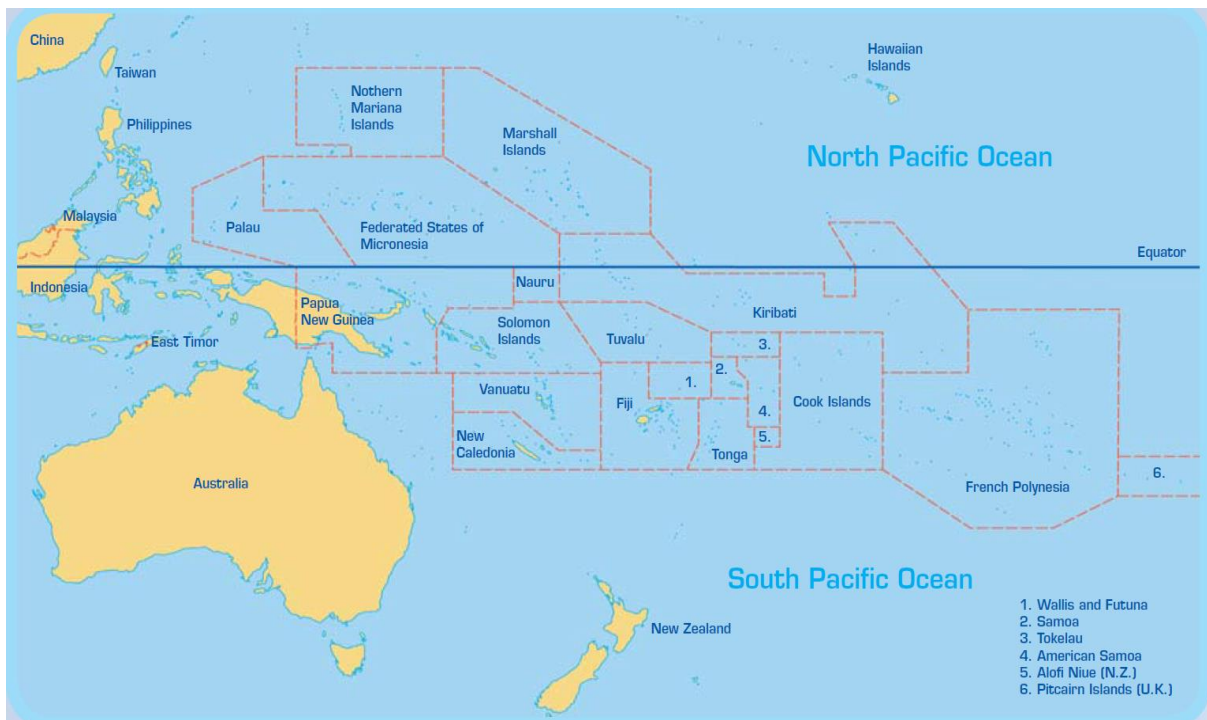 China
Taiwan
Philippines
Malaysia
Indonesia
East Timor
Nothern
Mariana
Islands
Marshall
Islands
Hawaiian
Islands
North Pacific Ocean
Palau
Federated States of
Micronesia
Equator
Nauru
Papua
New Guinea
Solomon
Islands
Tuvalu
Kiribati
3.
2.
1.
Vanuatu
Fiji
4.
Cook Islands
New
Caledonia
5.
Tonga
6.
French Polynesia
Australia
South Pacific Ocean
New Zealand
1. Wallis and Futuna
2. Samoa
3. Tokelau
4. American Samoa
5. Alofi Niue (N.Z.)
6. Pitcairn Islands (U.K.)